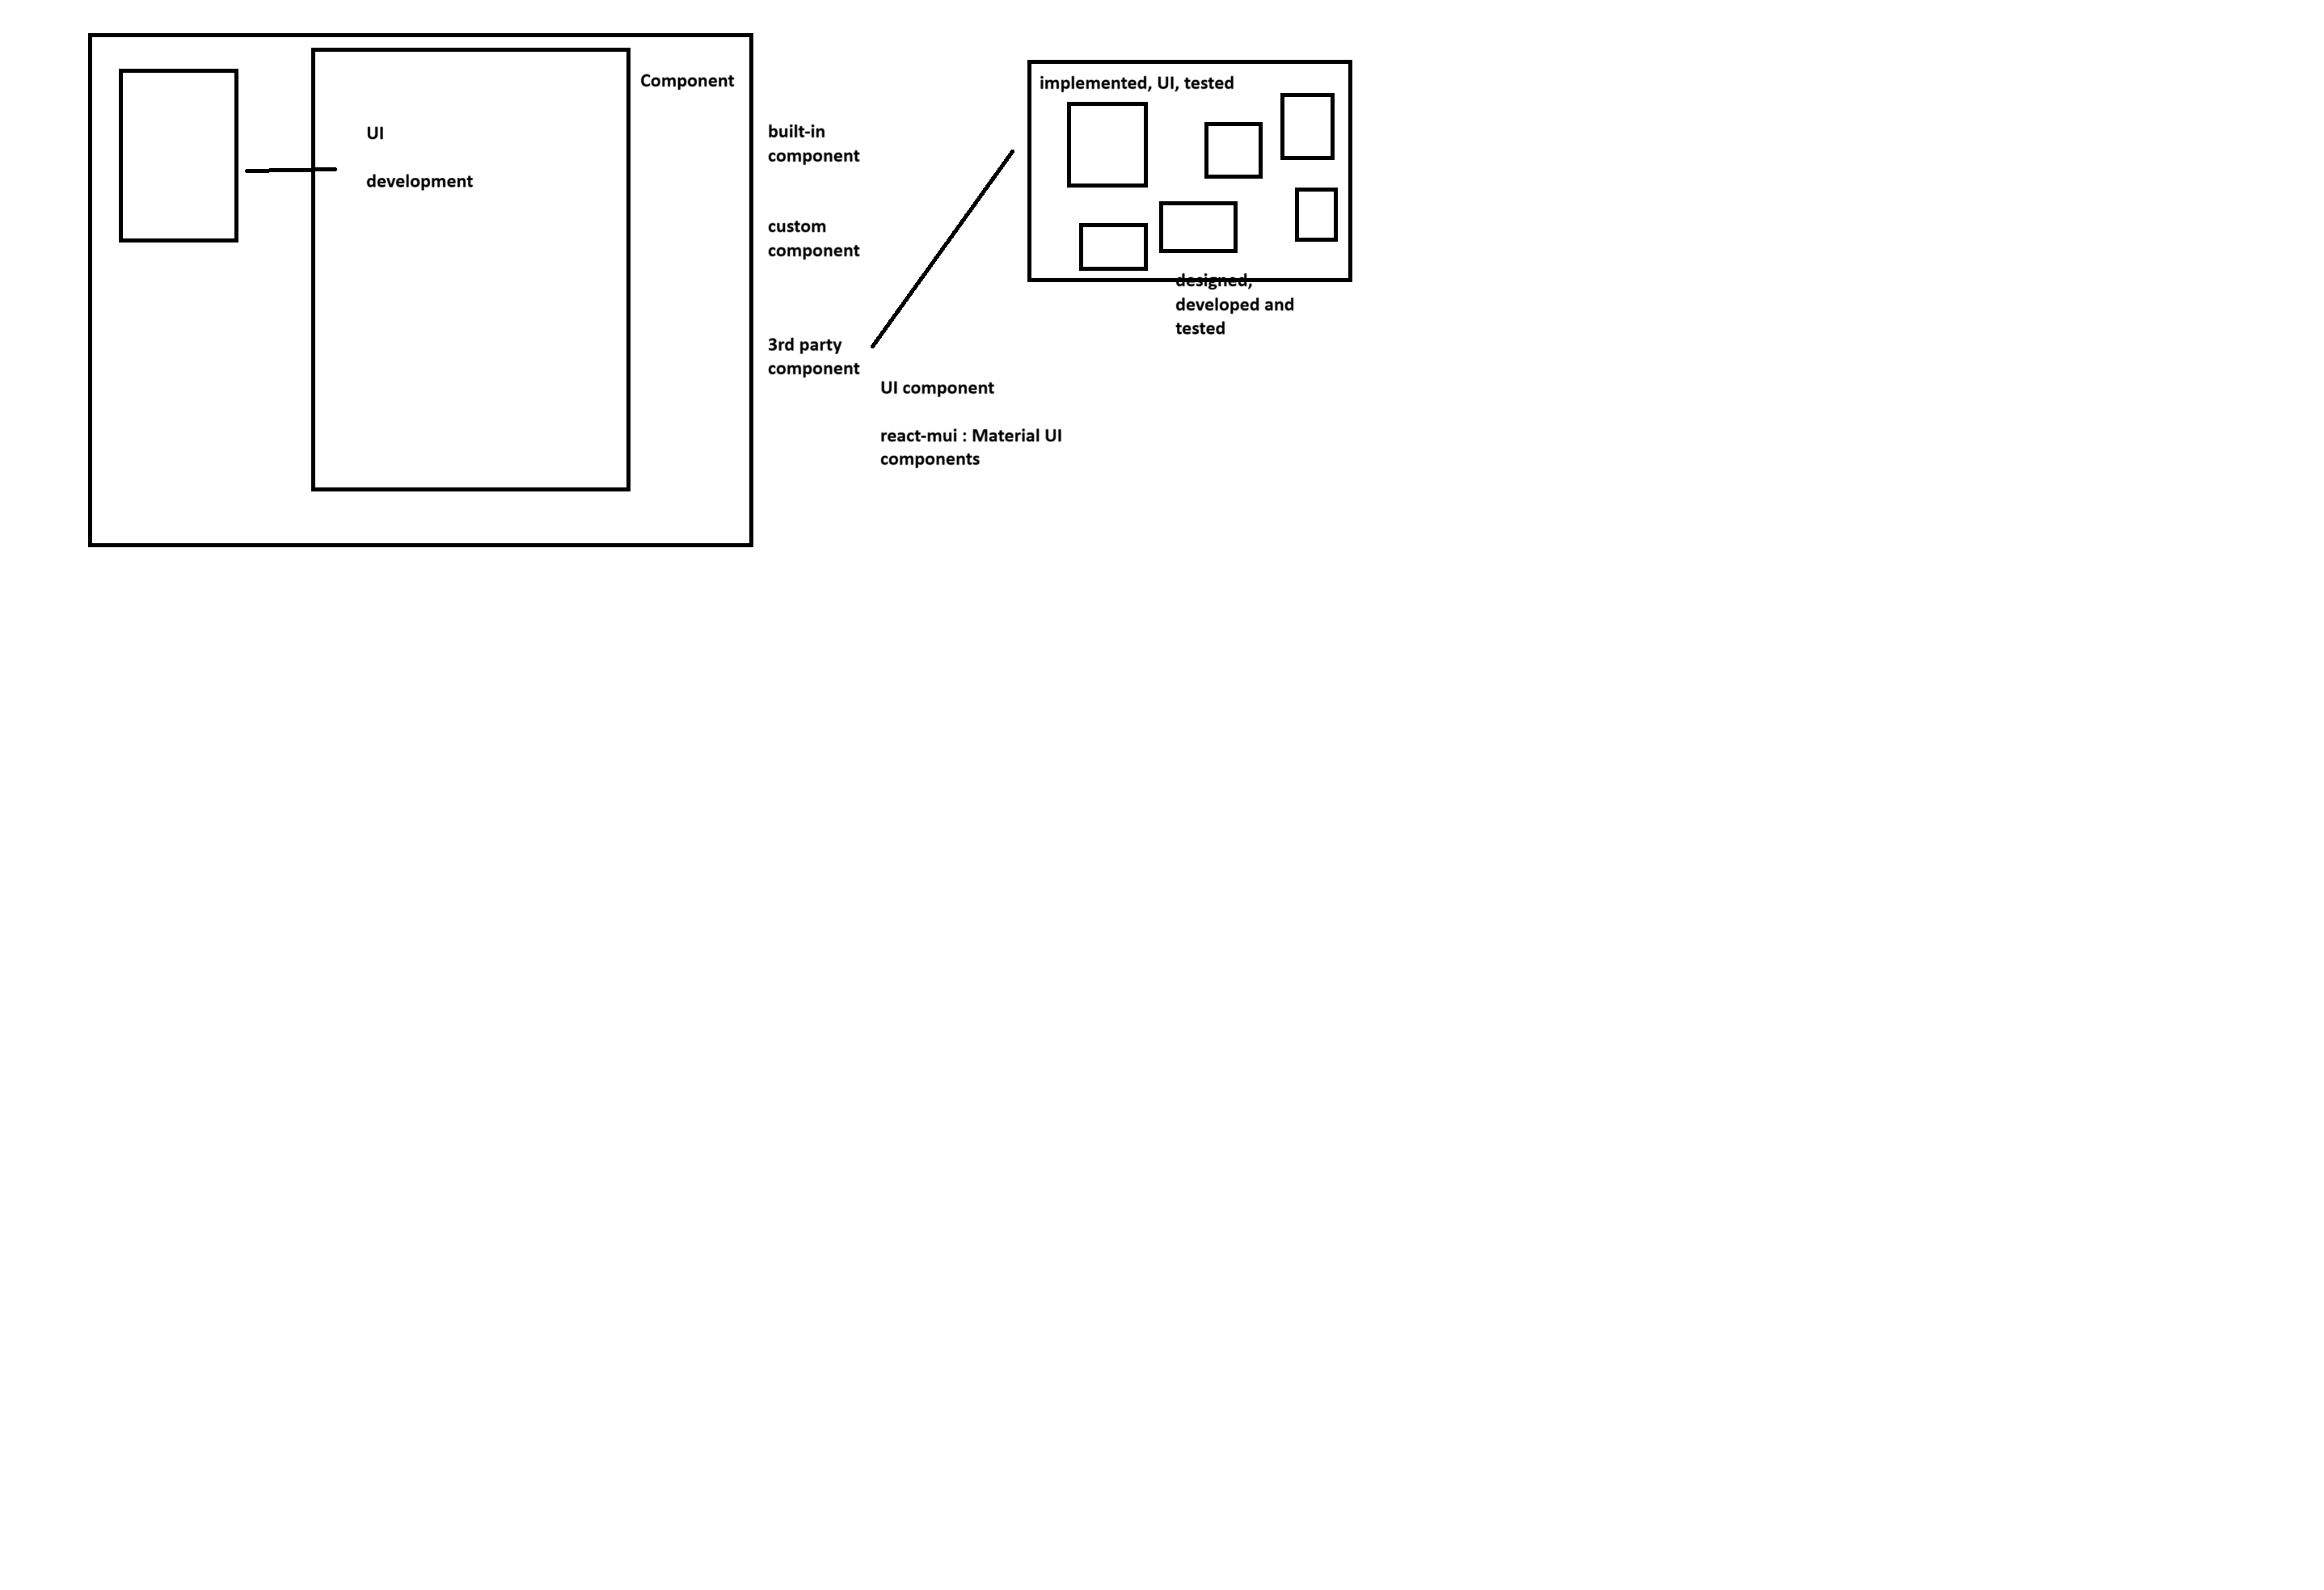 Component
UI
development
built-in
component
custom
component
3rd party
component
UI component
react-mui : Material UI
components
implemented, UI, tested
designed,
developed and
tested